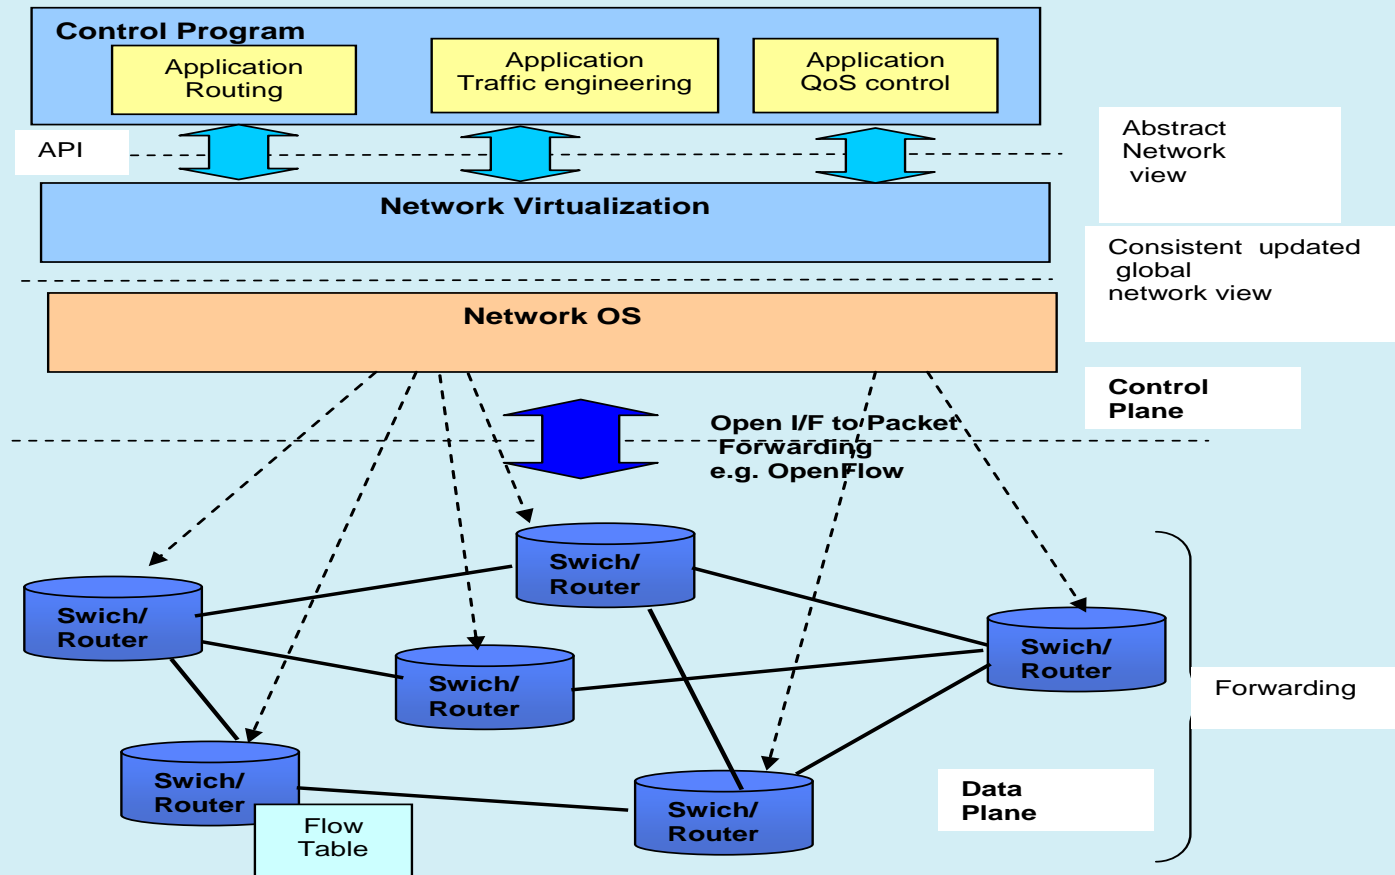 Control Program
Application
Routing
Application
Traffic engineering
Application
QoS control
API
Abstract
Network
view
Network Virtualization
Consistent updated
global
network view
Network OS
Control
Plane
Open I/F to Packet
Forwarding
e.g. OpenFlow
Swich/
Router
Swich/
Router
Swich/
Router
Swich/
Router
Forwarding
Swich/
Router
Swich/
Router
Data
Plane
Flow
Table